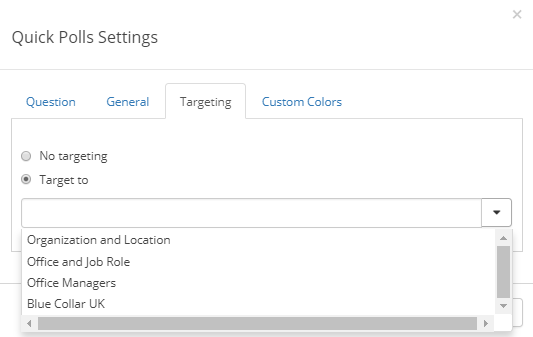 Quick Polls Settings
Question General Targeting Custom Colors
No targeting
Target to
Organization and Location
Office and Job Role
Office Managers
Blue Collar UK